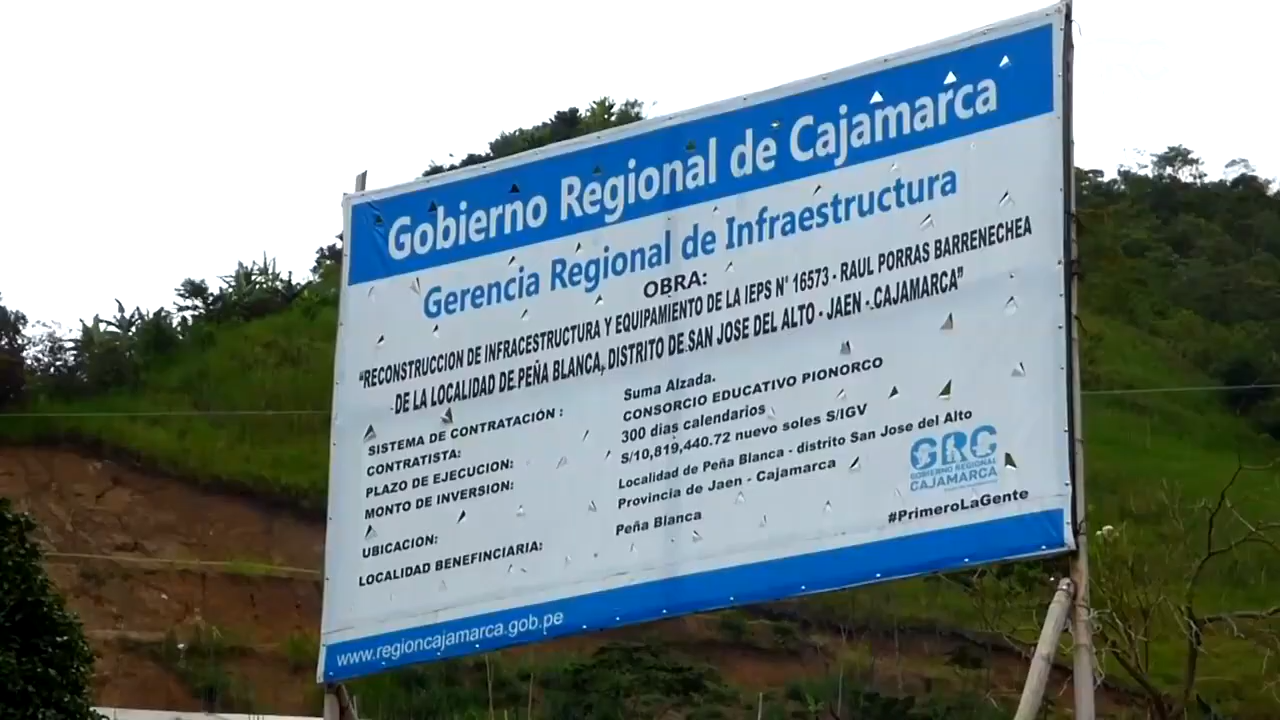 Gobierno Regional de Cajamarca
Gerencia Regional de Infraestructura
OBRA:
“RECONSTRUCCION DE INFRACESTRUCTURA Y EQUIPAMIENTO DE LA IEPS N° 16573 - RAUL PORRAS BARRENECHEA
DE LA LOCALIDAD DE PEÑA BLANCA, DISTRITO DE SAN JOSE DEL ALTO - JAEN - CAJAMARCA”
SISTEMA DE CONTRATACIÓN : Suma Alzada.
CONTRATISTA: CONSORCIO EDUCATIVO PIONORCO
PLAZO DE EJECUCION: 300 dias calendarios
MONTO DE INVERSION: S/10,819,440.72 nuevo soles S/IGV
UBICACION: Localidad de Peña Blanca - distrito San Jose del Alto
Provincia de Jaen - Cajamarca
LOCALIDAD BENEFINCIARIA: Peña Blanca
GRC
GOBIERNO REGIONAL
CAJAMARCA
#PrimeroLaGente
www.regioncajamarca.gob.pe